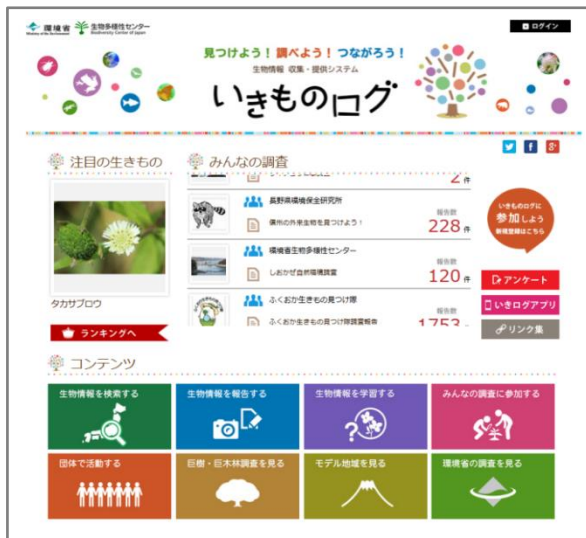 環境省
Ministry of the Environment
生物多様性センター
Biodiversity Center of Japan
ログイン
見つけよう！調べよう！つながろう！
生物情報 収集・提供システム
いきものログ
注目の生きもの
みんなの調査
2 件
長野県環境保全研究所
信州の外来生物を見つけよう！
報告数
228 件
環境省生物多様性センター
しおかぜ自然環境調査
報告数
120 件
ふくおか生きもの見つけ隊
ふくおか生きもの見つけ隊調査報告
報告数
1753
タカサブロウ
ランキングへ
いきものログに
参加しよう
新規登録はこちら
アンケート
いきログアプリ
リンク集
コンテンツ
生物情報を検索する
生物情報を報告する
生物情報を学習する
みんなの調査に参加する
団体で活動する
巨樹・巨木林調査を見る
モデル地域を見る
環境省の調査を見る